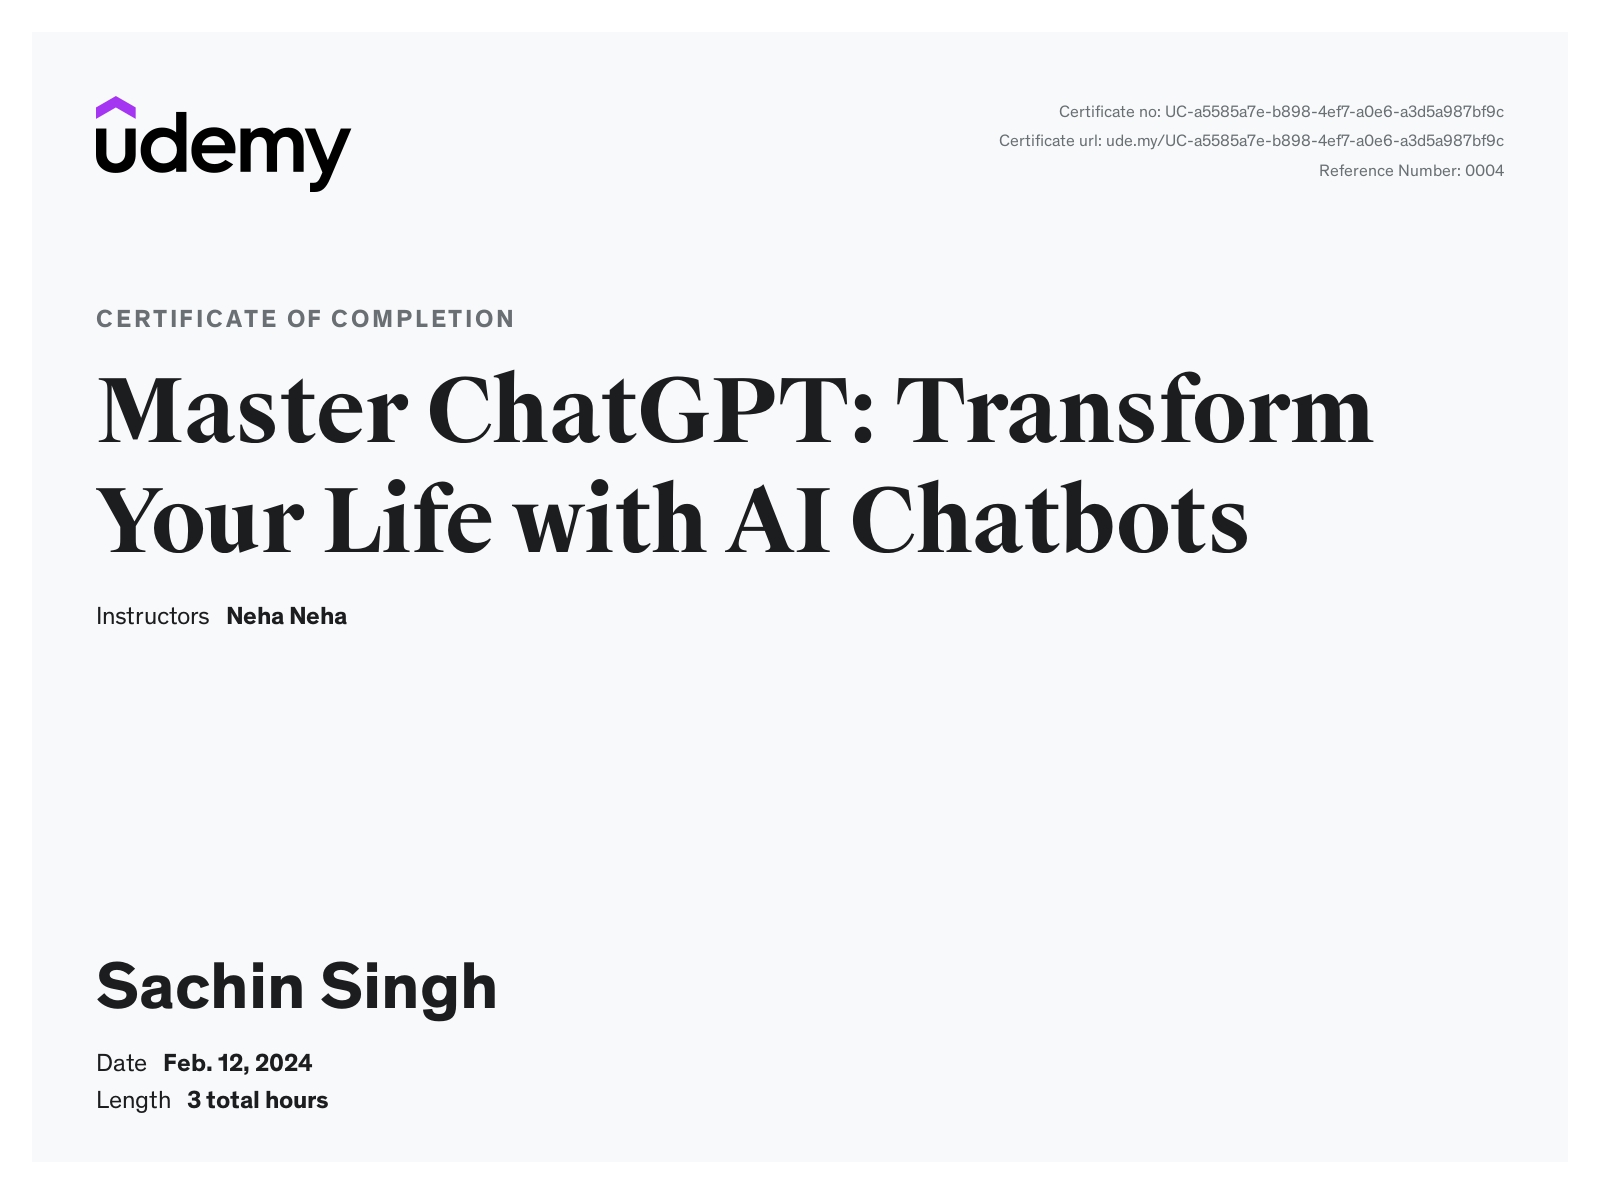 udemy
Certificate no: UC-a5585a7e-b898-4ef7-a0e6-a3d5a987bf9c
Certificate url: ude.my/UC-a5585a7e-b898-4ef7-a0e6-a3d5a987bf9c
Reference Number: 0004
CERTIFICATE OF COMPLETION
Master ChatGPT: Transform
Your Life with AI Chatbots
Instructors Neha Neha
Sachin Singh
Date Feb. 12, 2024
Length 3 total hours